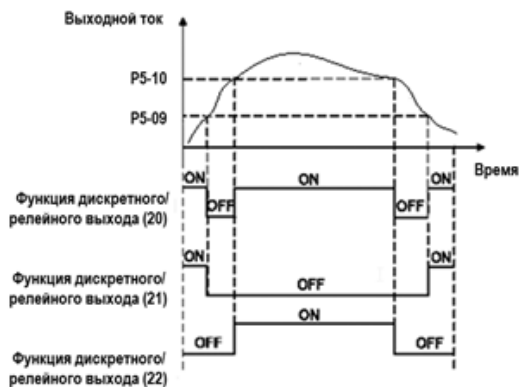 Выходной ток
P5-10
P5-09
Время
ON
ON
ON
Функция дискретного/
релейного выхода (20)
OFF
OFF
ON
ON
Функция дискретного/
релейного выхода (21)
OFF
ON
OFF
OFF
Функция дискретного/
релейного выхода (22)